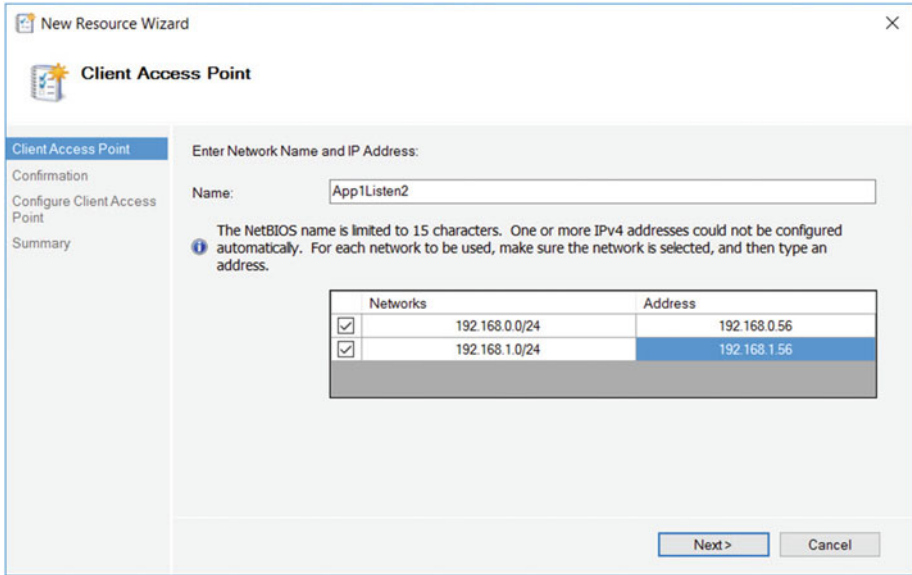 New Resource Wizard
Client Access Point
Client Access Point
Confirmation
Configure Client Access
Point
Summary
Enter Network Name and IP Address:
Name:
App1Listen2
The NetBIOS name is limited to 15 characters. One or more IPv4 addresses could not be configured
automatically. For each network to be used, make sure the network is selected, and then type an
address.
Networks Address
192.168.0.0/24 192.168.0.56
192.168.1.0/24 192.168.1.56
Next >
Cancel